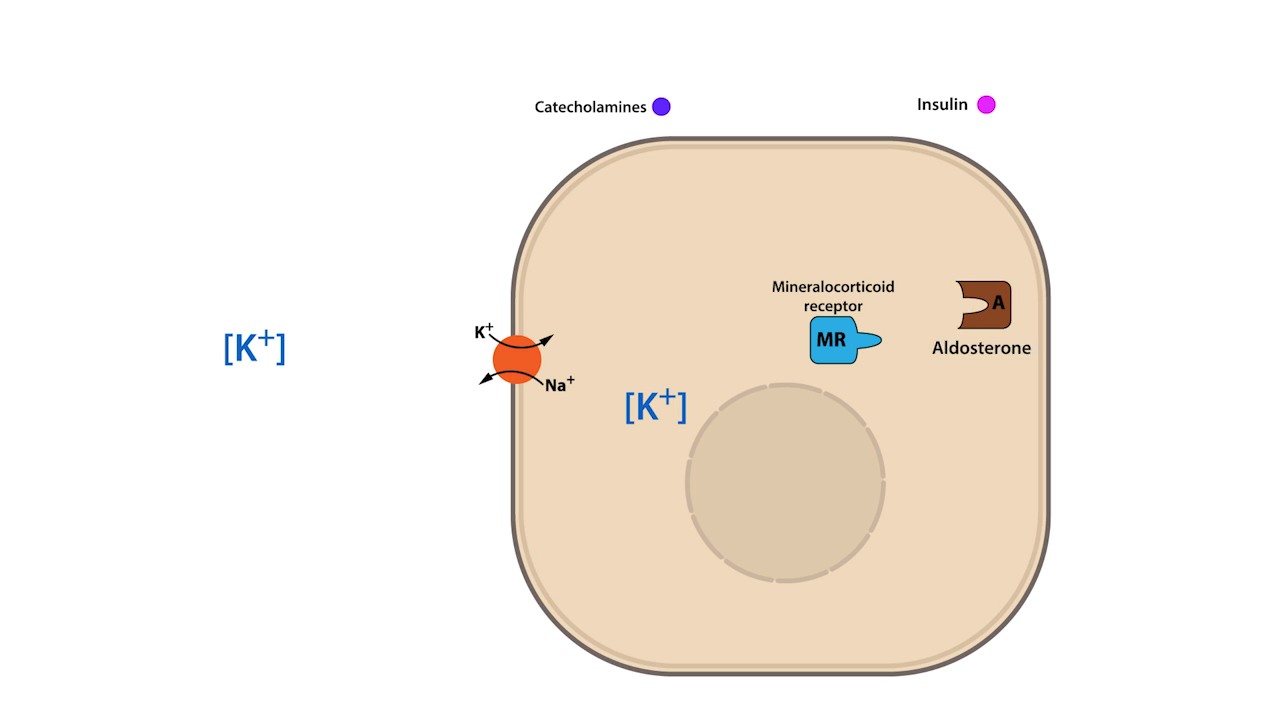 Catecholamines
Insulin
Mineralocorticoid
receptor
MR
A
Aldosterone
K⁺
Na⁺
[K⁺]
[K⁺]